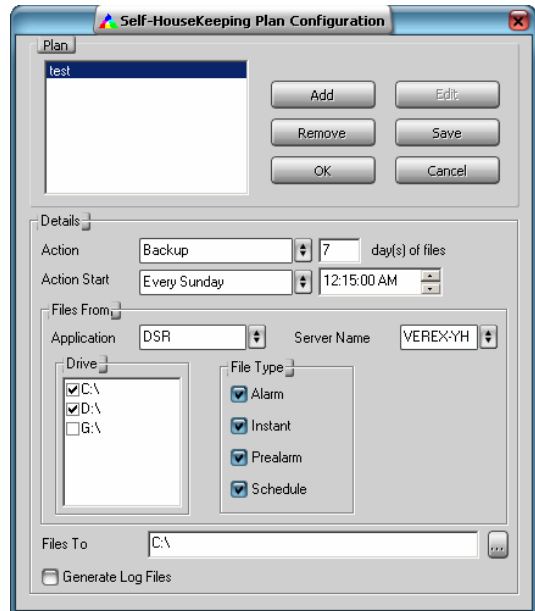 Self-HouseKeeping Plan Configuration
Plan
test
Add
Edit
Remove
Save
OK
Cancel
Details
Action
Backup
7
day(s) of files
Action Start
Every Sunday
12:15:00 AM
Files From
Application
DSR
Server Name
VEREX-YH
Drive
C:\
D:\
G:\
File Type
Alarm
Instant
Prealarm
Schedule
Files To
C:\
...
Generate Log Files